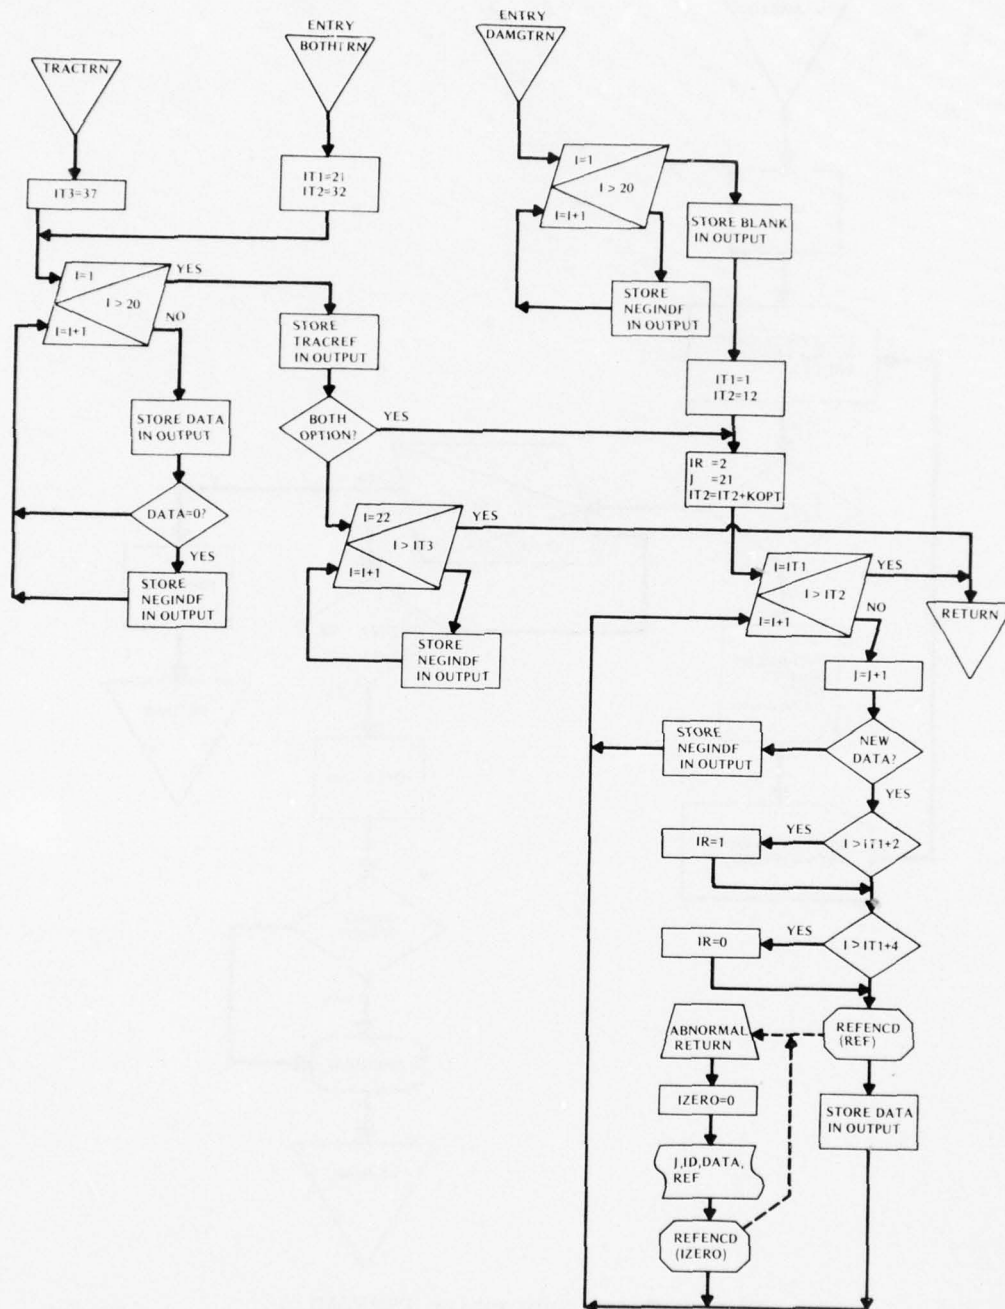 TRACTRN
IT3=37
ENTRY
BOTHTRN
IT1=21
IT2=32
I=1
I > 20
I=I+1
YES
NO
STORE DATA
IN OUTPUT
DATA=0?
YES
STORE
NEGINDF
IN OUTPUT
STORE
TRACREF
IN OUTPUT
BOTH
OPTION?
YES
I=22
I > IT3
I=I+1
YES
STORE
NEGINDF
IN OUTPUT
ENTRY
DAMGTRN
I=1
I > 20
I=I+1
STORE
NEGINDF
IN OUTPUT
STORE BLANK
IN OUTPUT
IT1=1
IT2=12
IR =2
J =21
IT2=IT2+KOPT
I=IT1
I > IT2
I=I+1
YES
NO
RETURN
J=J+1
NEW
DATA?
STORE
NEGINDF
IN OUTPUT
YES
I > IT1+2
YES
IR=1
I > IT1+4
YES
IR=0
REFENCD
(REF)
ABNORMAL
RETURN
IZERO=0
J,ID,DATA,
REF
REFENCD
(IZERO)
STORE DATA
IN OUTPUT